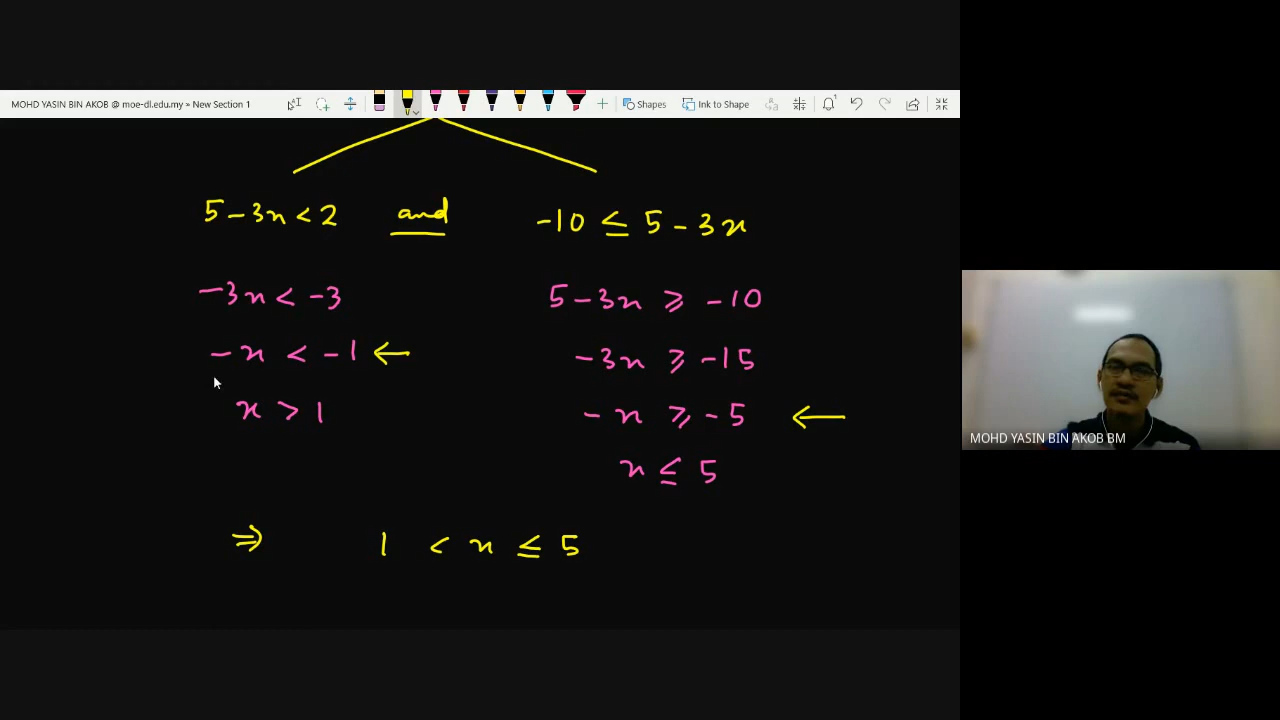 MOHD YASIN BIN AKOB @ moe-dl.edu.my » New Section 1
Shapes
Ink to Shape
5 - 3x < 2 and -10 ≤ 5 - 3x
-3x < -3 5 - 3x ≥ -10
-x < -1 ← -3x ≥ -15
x > 1 -x ≥ -5 ←
x ≤ 5
⇒ 1 < x ≤ 5
MOHD YASIN BIN AKOB BM